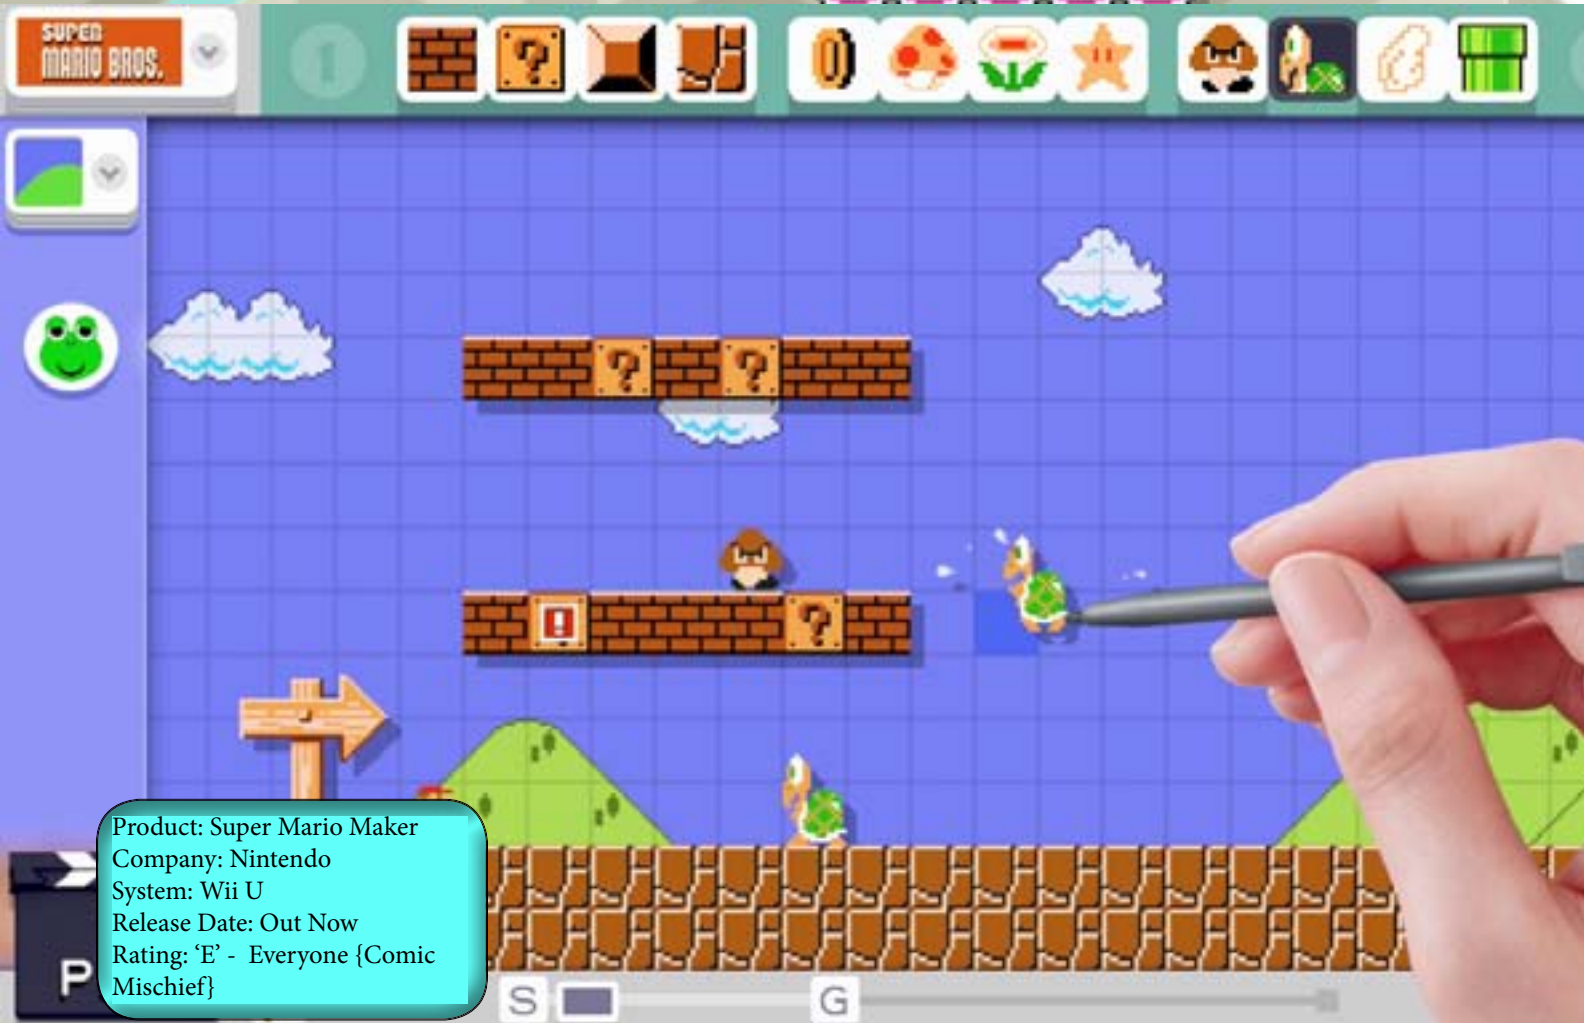 SUPER
MARIO BROS.
1
Product: Super Mario Maker
Company: Nintendo
System: Wii U
Release Date: Out Now
Rating: ‘E’ -  Everyone {Comic
Mischief}
P
S
G